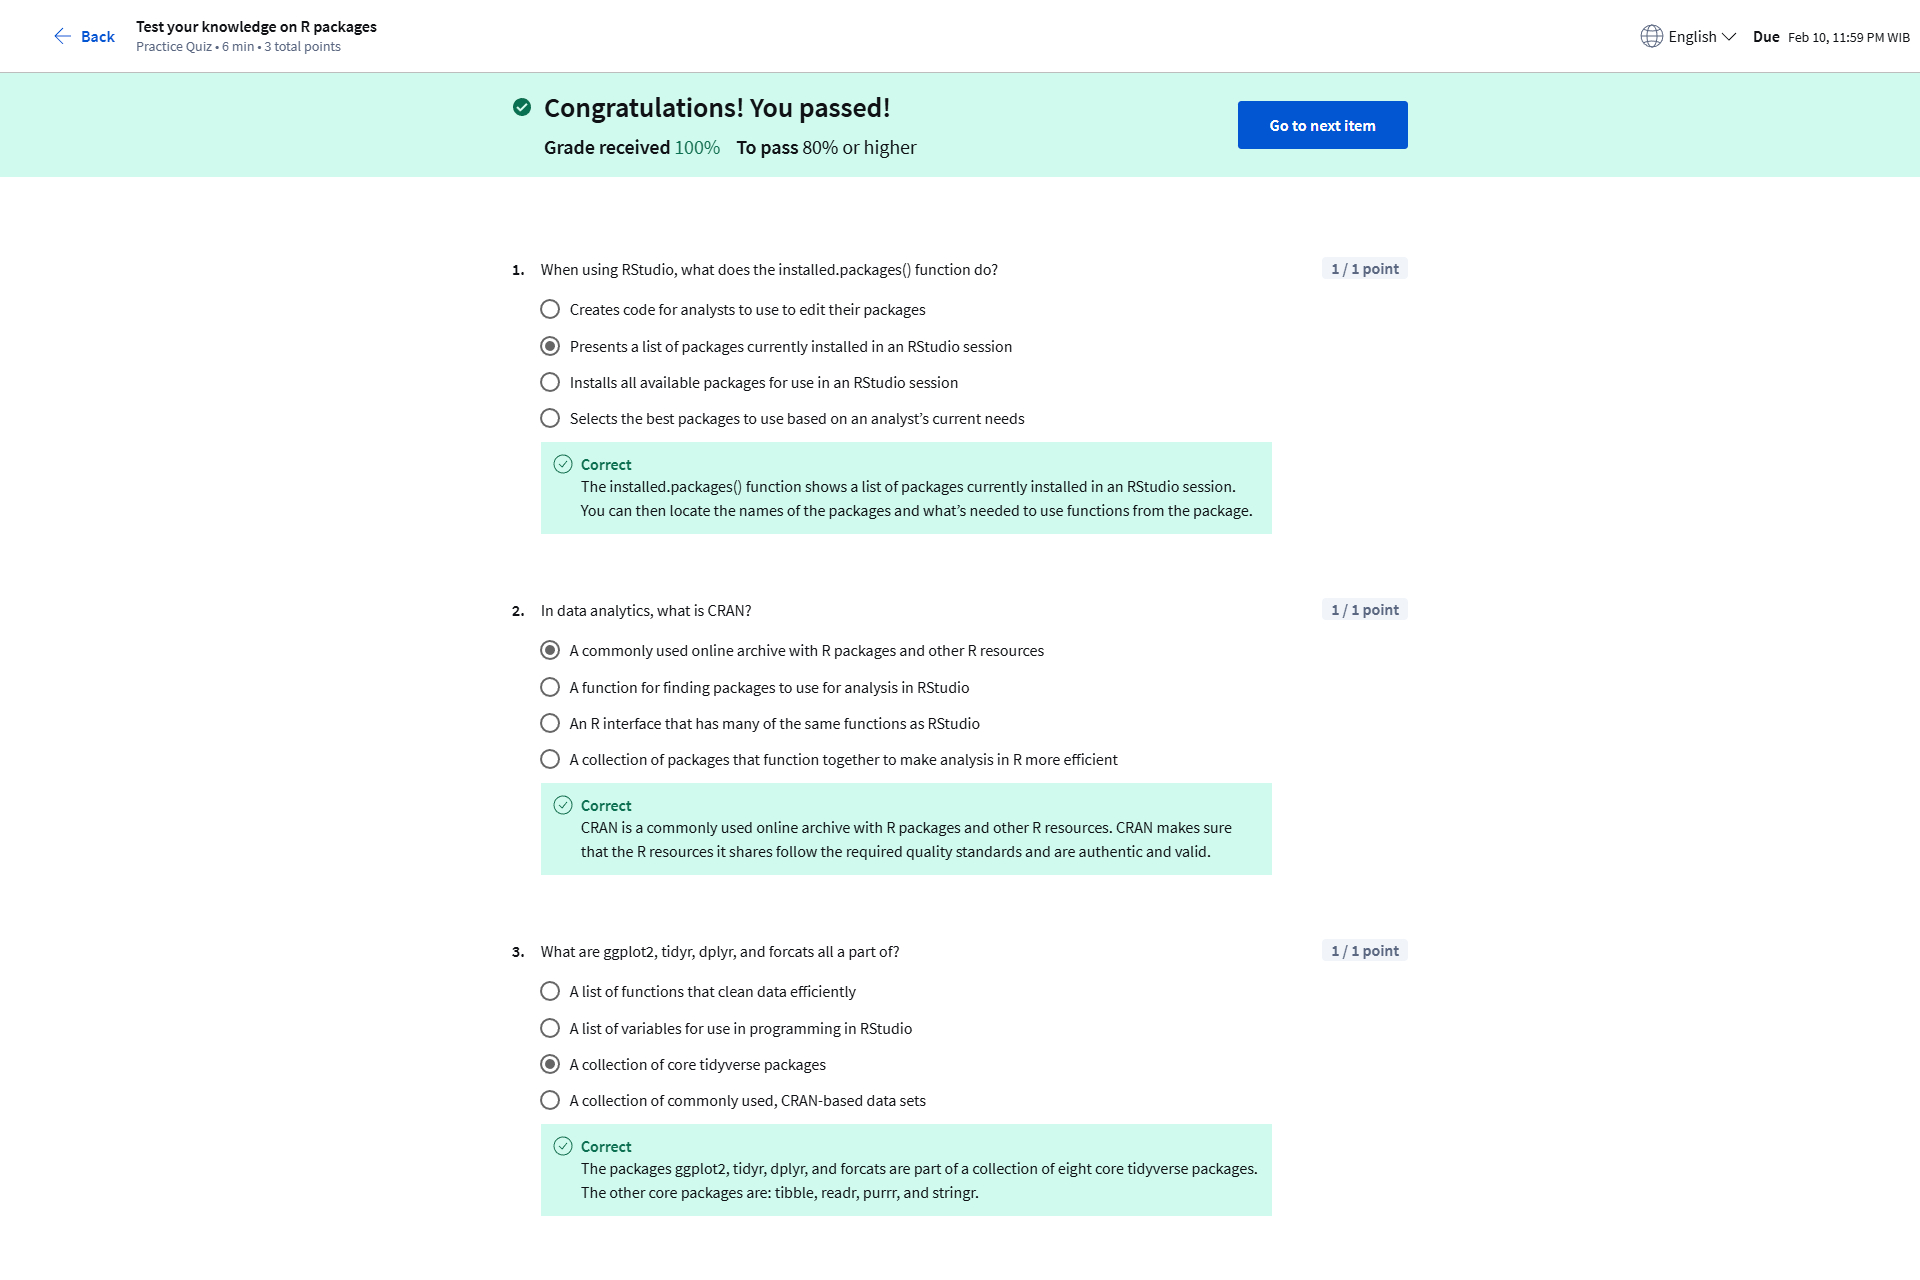 Back
Test your knowledge on R packages
Practice Quiz • 6 min • 3 total points
English
Due Feb 10, 11:59 PM WIB
Congratulations! You passed!
Grade received 100% To pass 80% or higher
Go to next item
1. When using RStudio, what does the installed.packages() function do?
1 / 1 point
Creates code for analysts to use to edit their packages
Presents a list of packages currently installed in an RStudio session
Installs all available packages for use in an RStudio session
Selects the best packages to use based on an analyst’s current needs
Correct
The installed.packages() function shows a list of packages currently installed in an RStudio session.
You can then locate the names of the packages and what’s needed to use functions from the package.
2. In data analytics, what is CRAN?
1 / 1 point
A commonly used online archive with R packages and other R resources
A function for finding packages to use for analysis in RStudio
An R interface that has many of the same functions as RStudio
A collection of packages that function together to make analysis in R more efficient
Correct
CRAN is a commonly used online archive with R packages and other R resources. CRAN makes sure
that the R resources it shares follow the required quality standards and are authentic and valid.
3. What are ggplot2, tidyr, dplyr, and forcats all a part of?
1 / 1 point
A list of functions that clean data efficiently
A list of variables for use in programming in RStudio
A collection of core tidyverse packages
A collection of commonly used, CRAN-based data sets
Correct
The packages ggplot2, tidyr, dplyr, and forcats are part of a collection of eight core tidyverse packages.
The other core packages are: tibble, readr, purrr, and stringr.